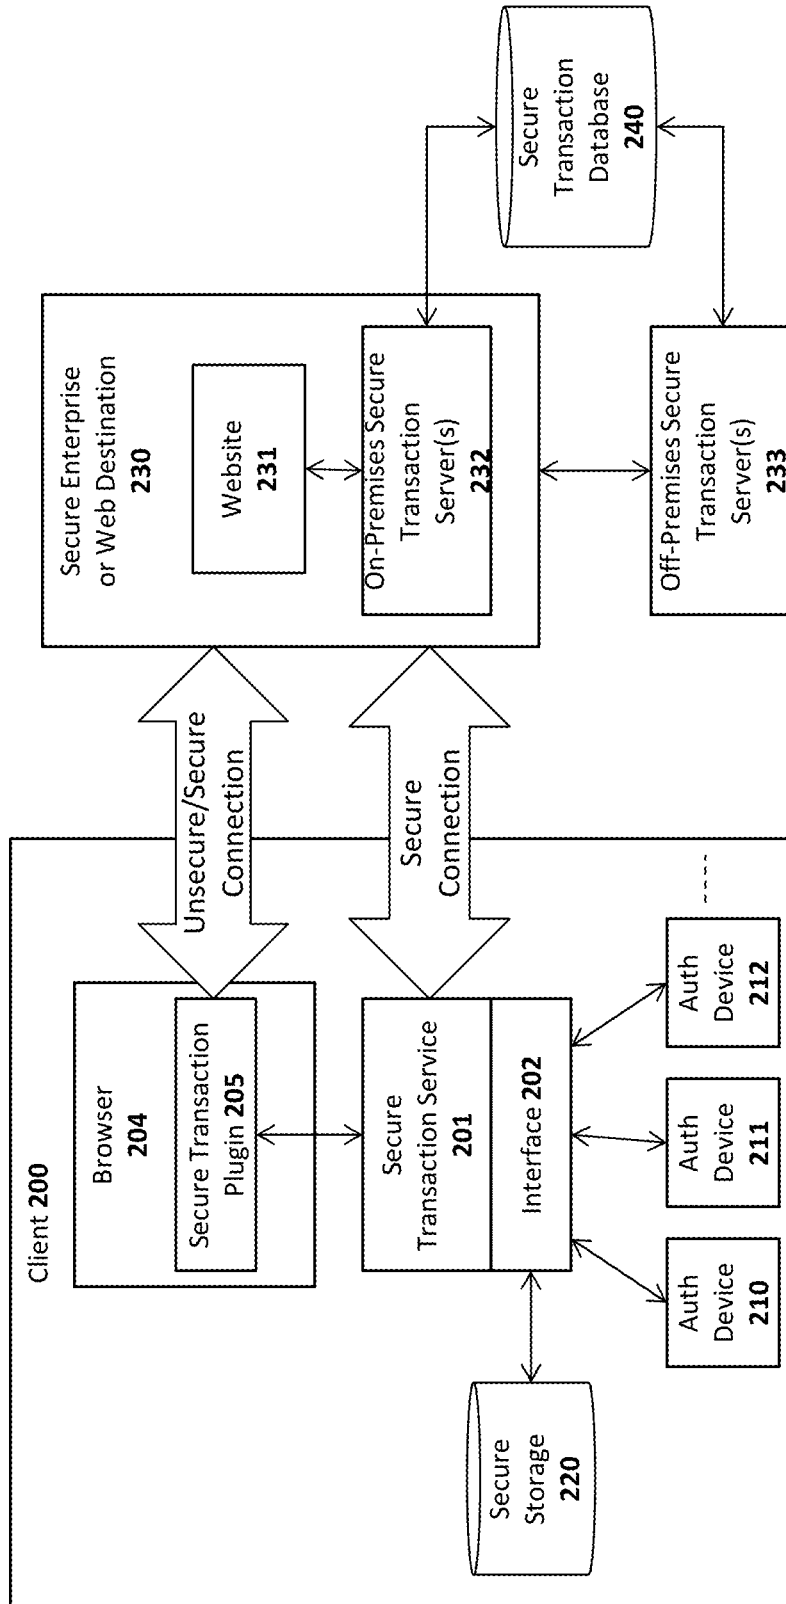 Client 200
Browser
204
Secure Transaction
Plugin 205
Secure
Transaction Service
201
Interface 202
Secure
Storage
220
Auth
Device
210
Auth
Device
211
Auth
Device
212
Unsecure/Secure
Connection
Secure
Connection
Secure Enterprise
or Web Destination
230
Website
231
On-Premises Secure
Transaction
Server(s)
232
Off-Premises Secure
Transaction
Server(s)
233
Secure
Transaction
Database
240